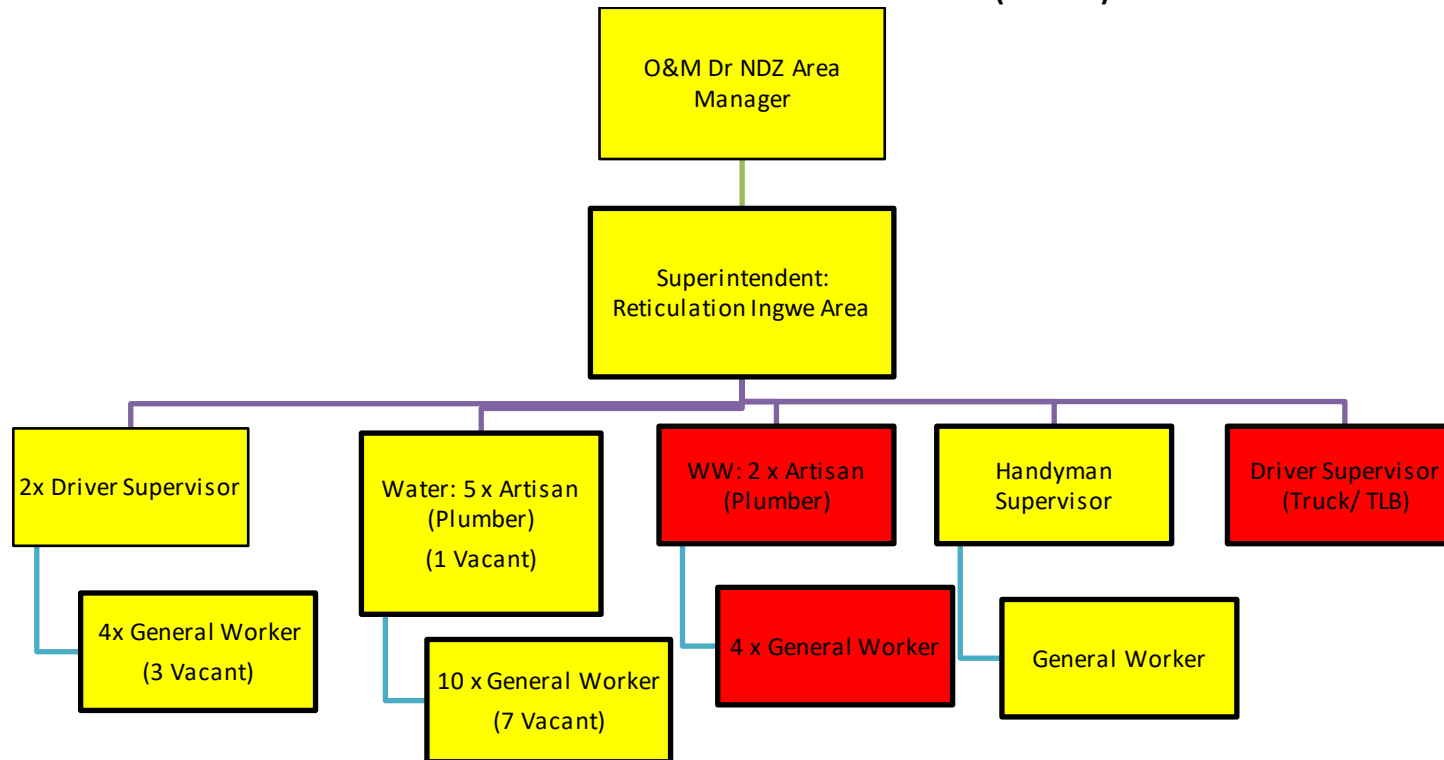 O&M Dr NDZ Area
Manager
Superintendent:
Reticulation Ingwe Area
2x Driver Supervisor
Water: 5 x Artisan
(Plumber)
(1 Vacant)
WW: 2 x Artisan
(Plumber)
Handyman
Supervisor
Driver Supervisor
(Truck/ TLB)
4x General Worker
(3 Vacant)
10 x General Worker
(7 Vacant)
4 x General Worker
General Worker